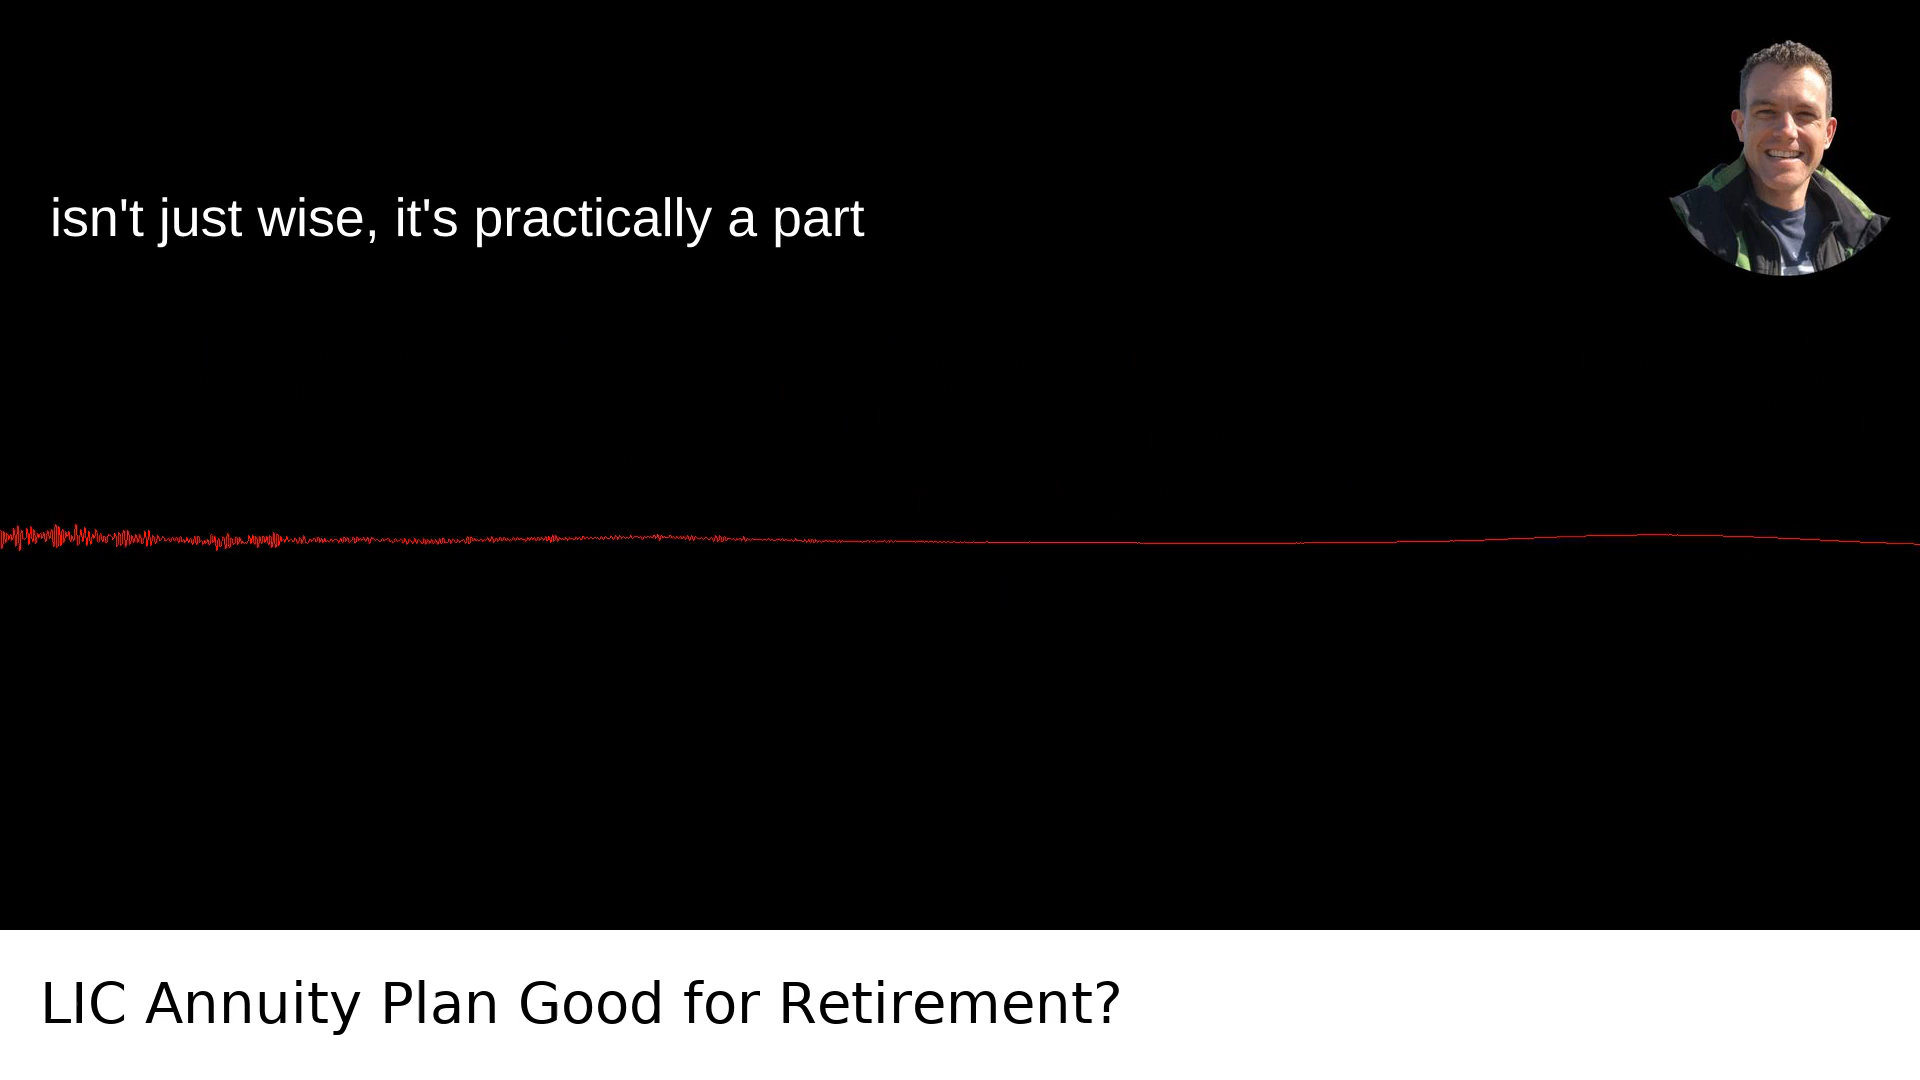 isn't just wise, it's practically a part
LIC Annuity Plan Good for Retirement?